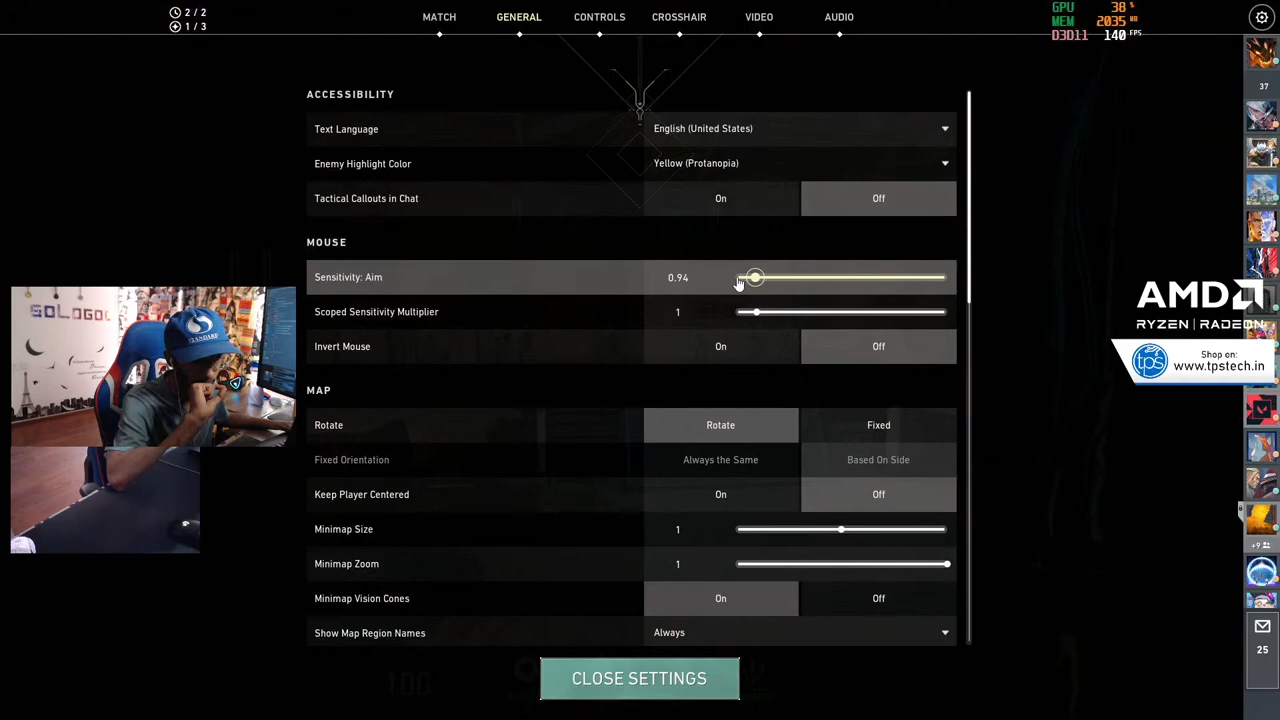 2 / 2
1 / 3
MATCH
GENERAL
CONTROLS
CROSSHAIR
VIDEO
AUDIO
GPU 38 %
MEM 2035 MB
D3D11 140 FPS
37
ACCESSIBILITY
Text Language English (United States)
Enemy Highlight Color Yellow (Protanopia)
Tactical Callouts in Chat On Off
MOUSE
Sensitivity: Aim 0.94
Scoped Sensitivity Multiplier 1
Invert Mouse On Off
MAP
Rotate Rotate Fixed
Fixed Orientation Always the Same Based On Side
Keep Player Centered On Off
Minimap Size 1
Minimap Zoom 1
Minimap Vision Cones On Off
Show Map Region Names Always
CLOSE SETTINGS
SOLOGOL
STANDARD
AMD
RYZEN | RADEON
tps
Shop on:
www.tpstech.in
+9
25
100